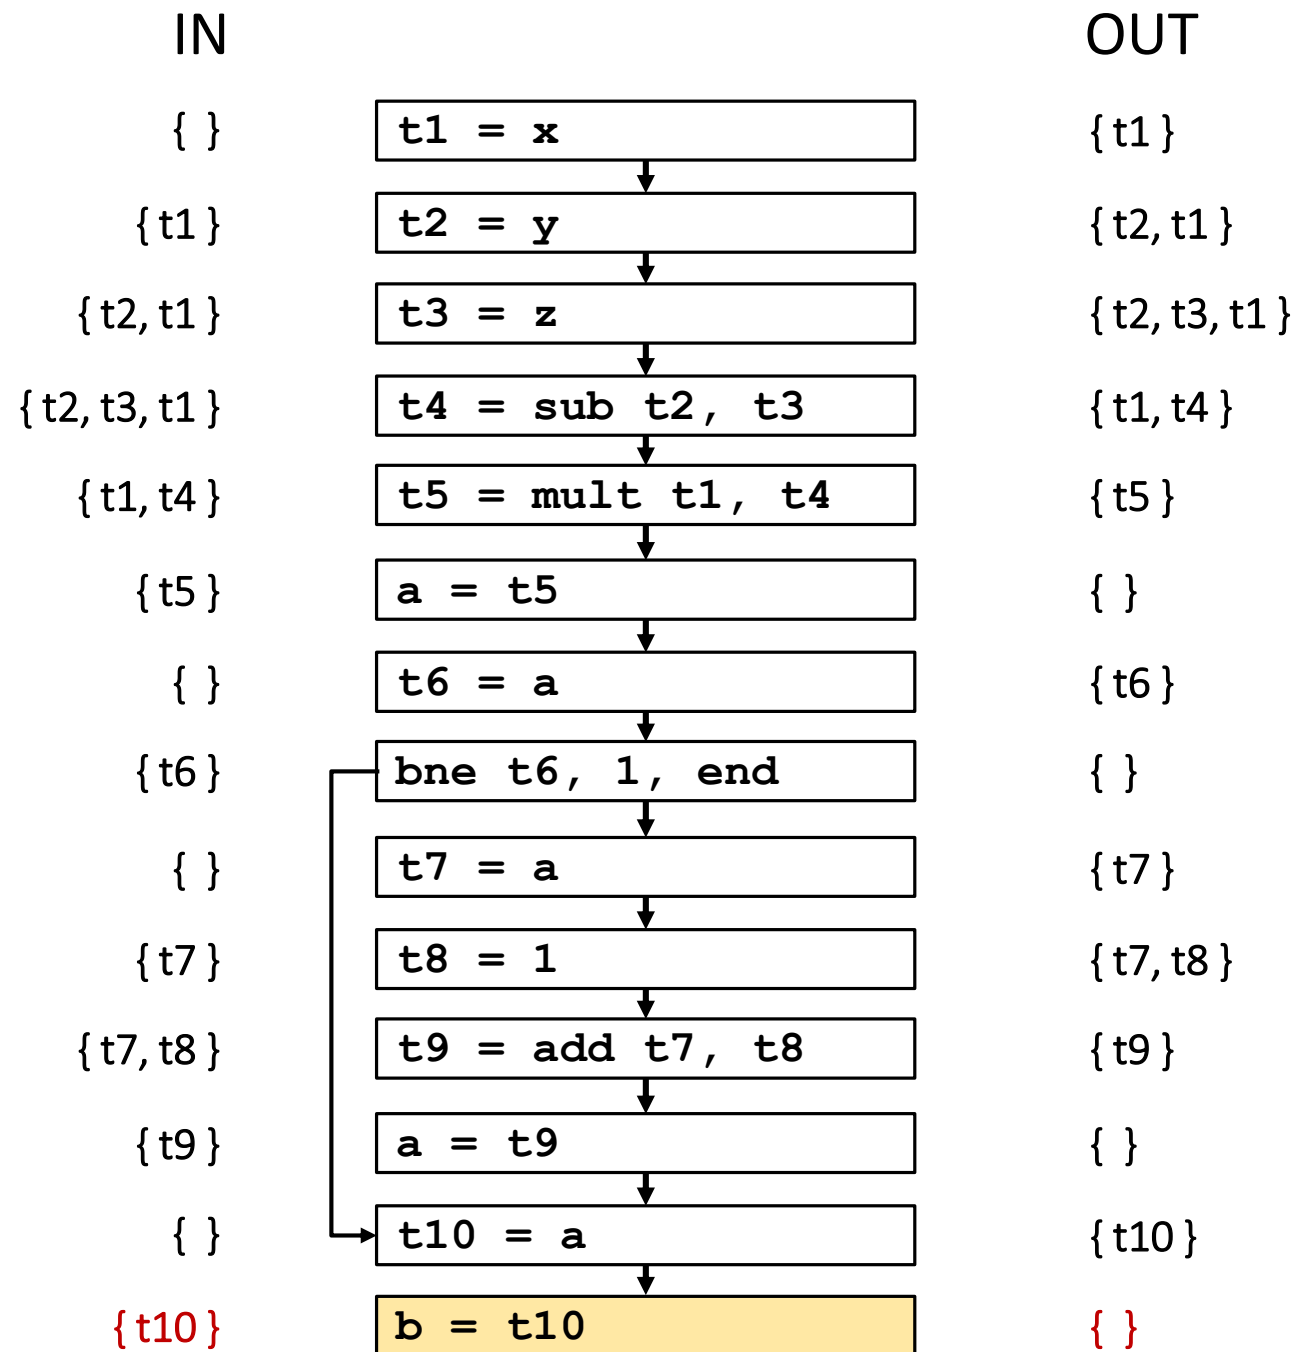 IN OUT
{ } t1 = x { t1 }
{ t1 } t2 = y { t2, t1 }
{ t2, t1 } t3 = z { t2, t3, t1 }
{ t2, t3, t1 } t4 = sub t2, t3 { t1, t4 }
{ t1, t4 } t5 = mult t1, t4 { t5 }
{ t5 } a = t5 { }
{ } t6 = a { t6 }
{ t6 } bne t6, 1, end { }
{ } t7 = a { t7 }
{ t7 } t8 = 1 { t7, t8 }
{ t7, t8 } t9 = add t7, t8 { t9 }
{ t9 } a = t9 { }
{ } t10 = a { t10 }
{ t10 } b = t10 { }